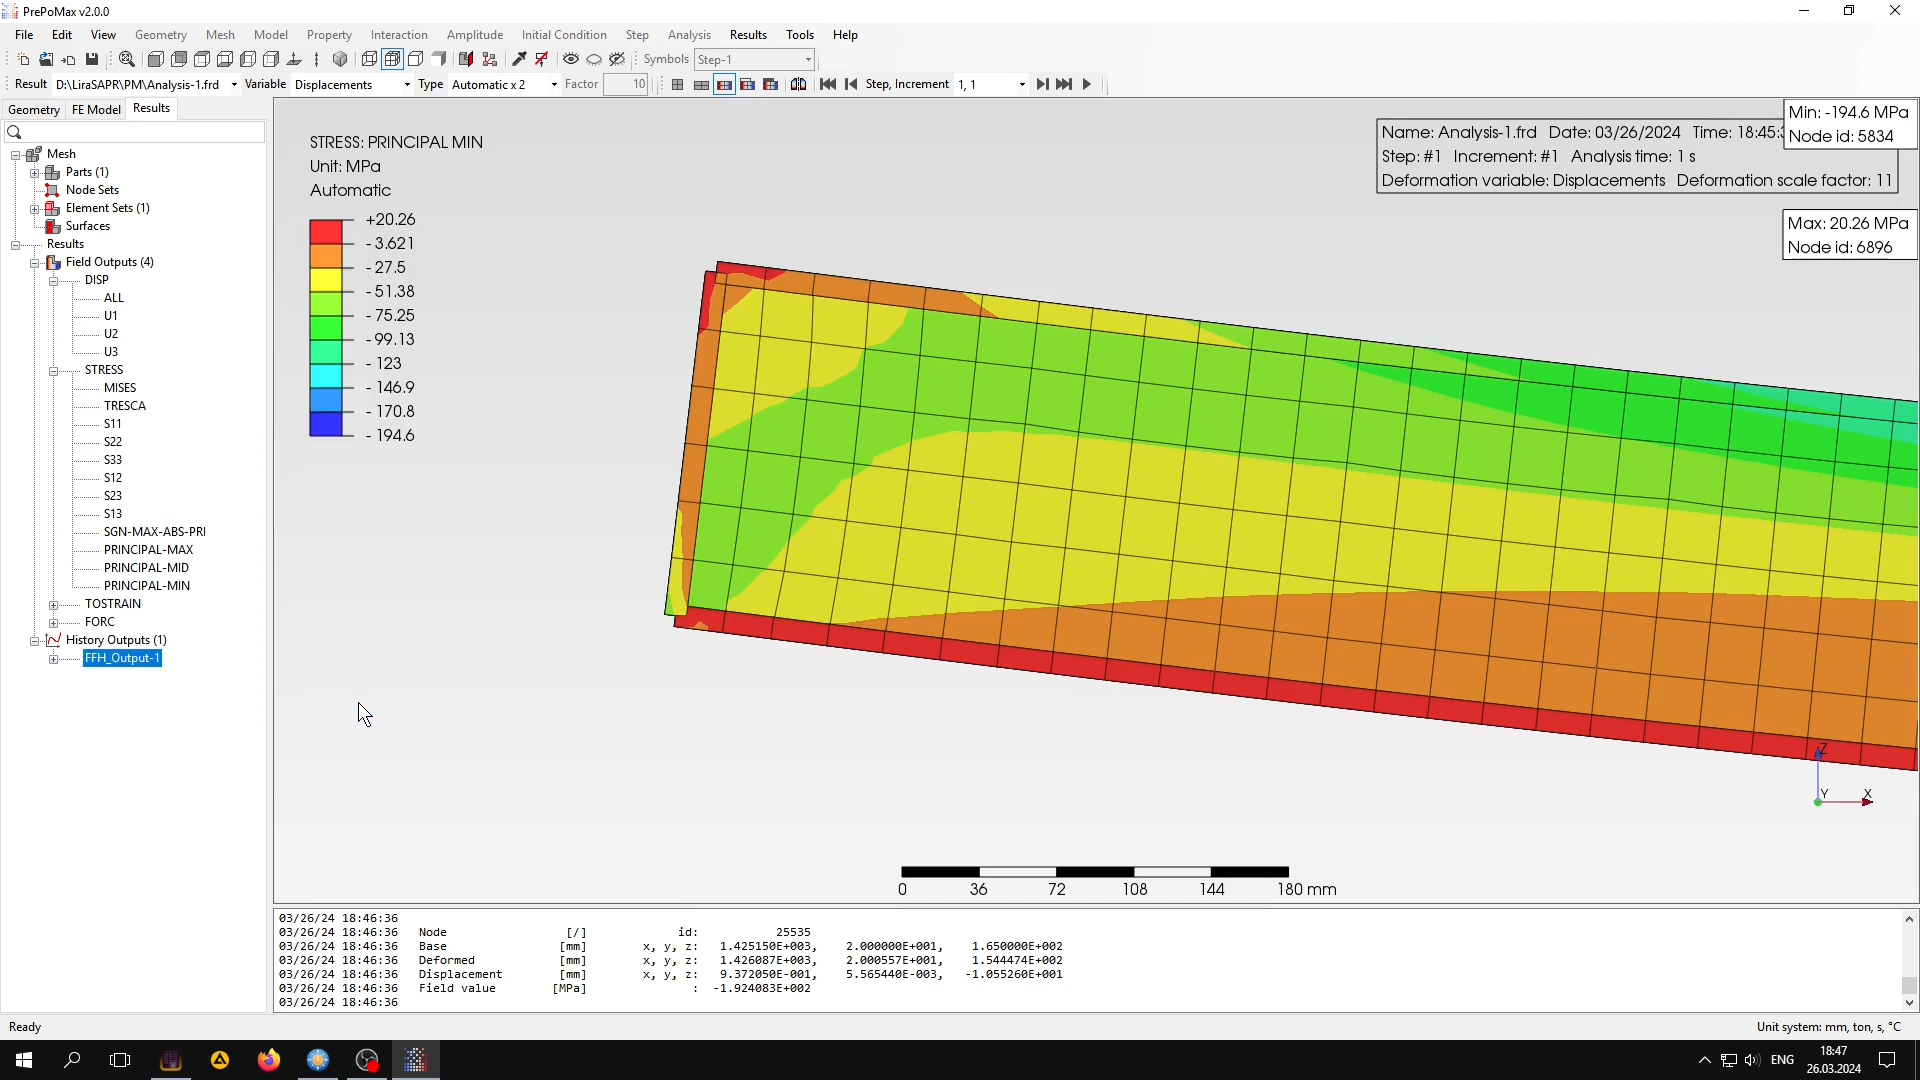 PrePoMax v2.0.0
File Edit View Geometry Mesh Model Property Interaction Amplitude Initial Condition Step Analysis Results Tools Help
Symbols Step-1
Result D:\LiraSAPR\PM\Analysis-1.frd Variable Displacements Type Automatic x 2 Factor 10 Step, Increment 1, 1
Geometry FE Model Results
Mesh
Parts (1)
Node Sets
Element Sets (1)
Surfaces
Results
Field Outputs (4)
DISP
ALL
U1
U2
U3
STRESS
MISES
TRESCA
S11
S22
S33
S12
S23
S13
SGN-MAX-ABS-PRI
PRINCIPAL-MAX
PRINCIPAL-MID
PRINCIPAL-MIN
TOSTRAIN
FORC
History Outputs (1)
FFH_Output-1
STRESS: PRINCIPAL MIN
Unit: MPa
Automatic
+20.26
-3.621
-27.5
-51.38
-75.25
-99.13
-123
-146.9
-170.8
-194.6
Name: Analysis-1.frd Date: 03/26/2024 Time: 18:45:
Step: #1 Increment: #1 Analysis time: 1 s
Deformation variable: Displacements Deformation scale factor: 11
Min: -194.6 MPa
Node id: 5834
Max: 20.26 MPa
Node id: 6896
Z
Y X
0 36 72 108 144 180 mm
03/26/24 18:46:36
03/26/24 18:46:36 Node [/] id: 25535
03/26/24 18:46:36 Base [mm] x, y, z: 1.425150E+003, 2.000000E+001, 1.650000E+002
03/26/24 18:46:36 Deformed [mm] x, y, z: 1.426087E+003, 2.000557E+001, 1.544474E+002
03/26/24 18:46:36 Displacement [mm] x, y, z: 9.372050E-001, 5.565440E-003, -1.055260E+001
03/26/24 18:46:36 Field value [MPa] : -1.924083E+002
03/26/24 18:46:36
Ready
Unit system: mm, ton, s, °C
ENG
18:47
26.03.2024